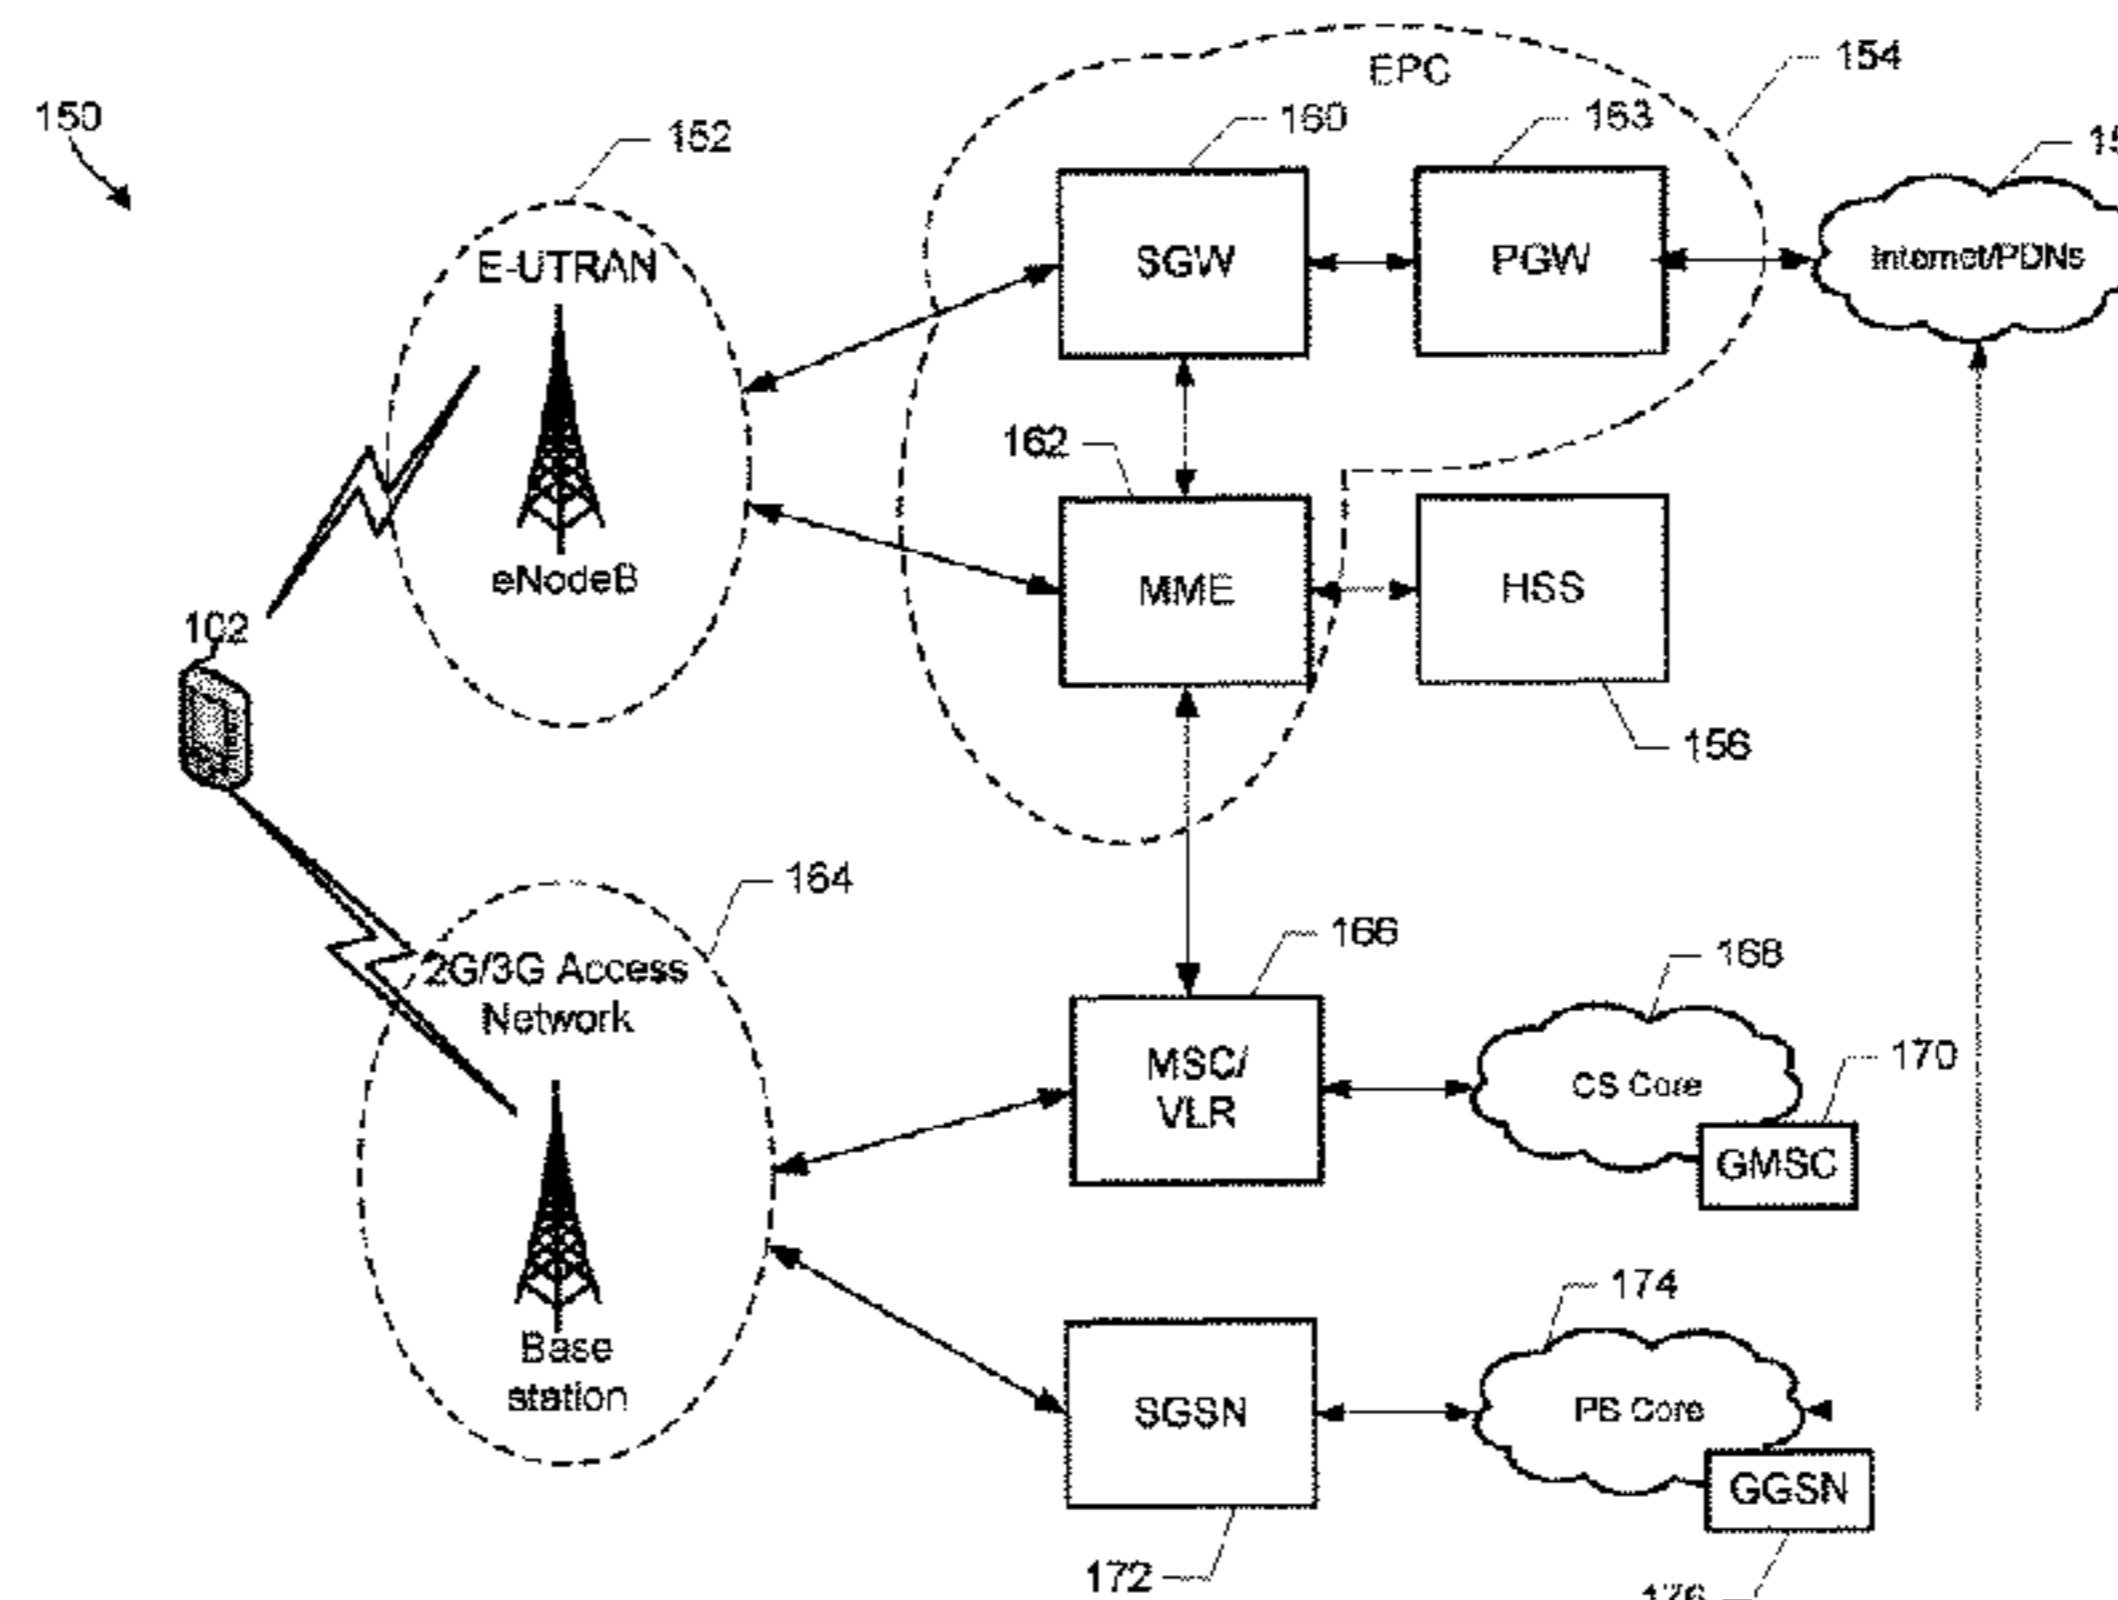 EPC
154
150
160
163
152
E-UTRAN
SGW
PGW
Internet/PDNs
162
eNodeB
MME
HSS
102
156
164
166
168
2G/3G Access
Network
170
MSC/
VLR
CS Core
GMSC
174
Base
station
SGSN
PS Core
GGSN
172
176